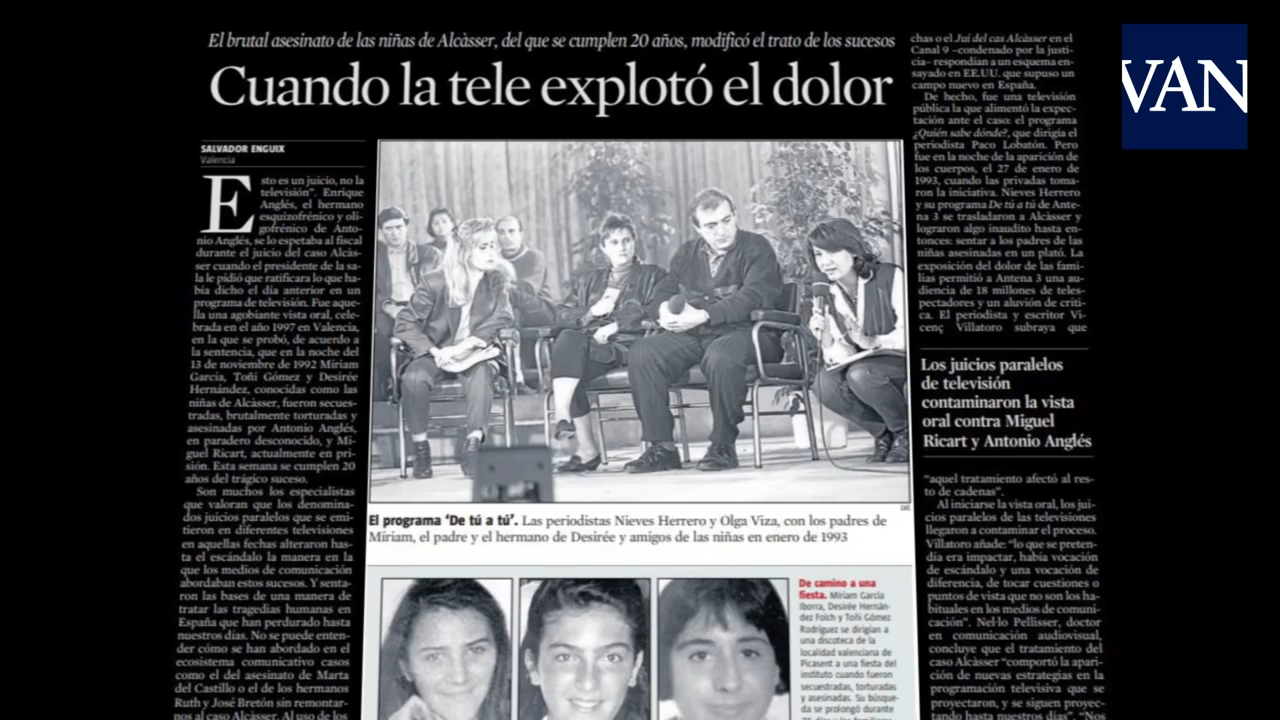 El brutal asesinato de las niñas de Alcàsser, del que se cumplen 20 años, modificó el trato de los sucesos
Cuando la tele explotó el dolor
SALVADOR ENGUIX
Valencia
Esto es un juicio, no la
televisión". Enrique
Anglés, el hermano
esquizofrénico y oli-
gofrénico de Anto-
nio Anglés, se lo espetaba al fiscal
durante el juicio del caso Alcàs-
ser cuando el presidente de la sa-
la le pidió que ratificara lo que ha-
bía dicho el día anterior en un
programa de televisión. Fue aque-
lla una agobiante vista oral, cele-
brada en el año 1997 en Valencia,
en la que se probó, de acuerdo a
la sentencia, que en la noche del
13 de noviembre de 1992 Míriam
García, Toñi Gómez y Desirée
Hernández, conocidas como las
niñas de Alcàsser, fueron secues-
tradas, brutalmente torturadas y
asesinadas por Antonio Anglés,
en paradero desconocido, y Mi-
guel Ricart, actualmente en pri-
sión. Esta semana se cumplen 20
años del trágico suceso.
Son muchos los especialistas
que valoran que los denomina-
dos juicios paralelos que se emi-
tieron en diferentes televisiones
en aquellas fechas alteraron has-
ta el escándalo la manera en la
que los medios de comunicación
abordaban estos sucesos. Y senta-
ron las bases de una manera de
tratar las tragedias humanas en
España que han perdurado hasta
nuestros días. No se puede enten-
der cómo se han abordado en el
ecosistema comunicativo casos
como el del asesinato de Marta
del Castillo o el de los hermanos
Ruth y José Bretón sin remontar-
nos al caso Alcàsser. Al uso de los
El programa 'De tú a tú'. Las periodistas Nieves Herrero y Olga Viza, con los padres de
Míriam, el padre y el hermano de Desirée y amigos de las niñas en enero de 1993
De camino a una
fiesta. Míriam García
Iborra, Desirée Hernán-
dez Folch y Toñi Gómez
Rodríguez se dirigían a
una discoteca de la
localidad valenciana de
Picasent a una fiesta del
instituto cuando fueron
secuestradas, torturadas
y asesinadas. Su búsque-
da se prolongó durante
chas o el Jui del cas Alcàsser en el
Canal 9 –condenado por la justi-
cia– respondían a un esquema en-
sayado en EE.UU. que supuso un
campo nuevo en España.
De hecho, fue una televisión
pública la que alimentó la expec-
tación ante el caso: el programa
¿Quién sabe dónde?, que dirigía el
periodista Paco Lobatón. Pero
fue en la noche de la aparición de
los cuerpos, el 27 de enero de
1993, cuando las privadas toma-
ron la iniciativa. Nieves Herrero
y su programa De tú a tú de Ante-
na 3 se trasladaron a Alcàsser y
lograron algo inaudito hasta en-
tonces: sentar a los padres de las
niñas asesinadas en un plató. La
exposición del dolor de las fami-
lias permitió a Antena 3 una au-
diencia de 18 millones de teles-
pectadores y un aluvión de críti-
ca. El periodista y escritor Vi-
cenç Villatoro subraya que
Los juicios paralelos
de televisión
contaminaron la vista
oral contra Miguel
Ricart y Antonio Anglés
"aquel tratamiento afectó al res-
to de cadenas".
Al iniciarse la vista oral, los jui-
cios paralelos de las televisiones
llegaron a contaminar el proceso.
Villatoro añade: "lo que se preten-
día era impactar, había vocación
de escándalo y una vocación de
diferencia, de tocar cuestiones o
puntos de vista que no son los ha-
bituales en los medios de comuni-
cación". Nel·lo Pellisser, doctor
en comunicación audiovisual,
concluye que el tratamiento del
caso Alcàsser "comportó la apari-
ción de nuevas estrategias en la
programación televisiva que se
proyectaron, y se siguen proyec-
tando hasta nuestros días". "Nos
VAN